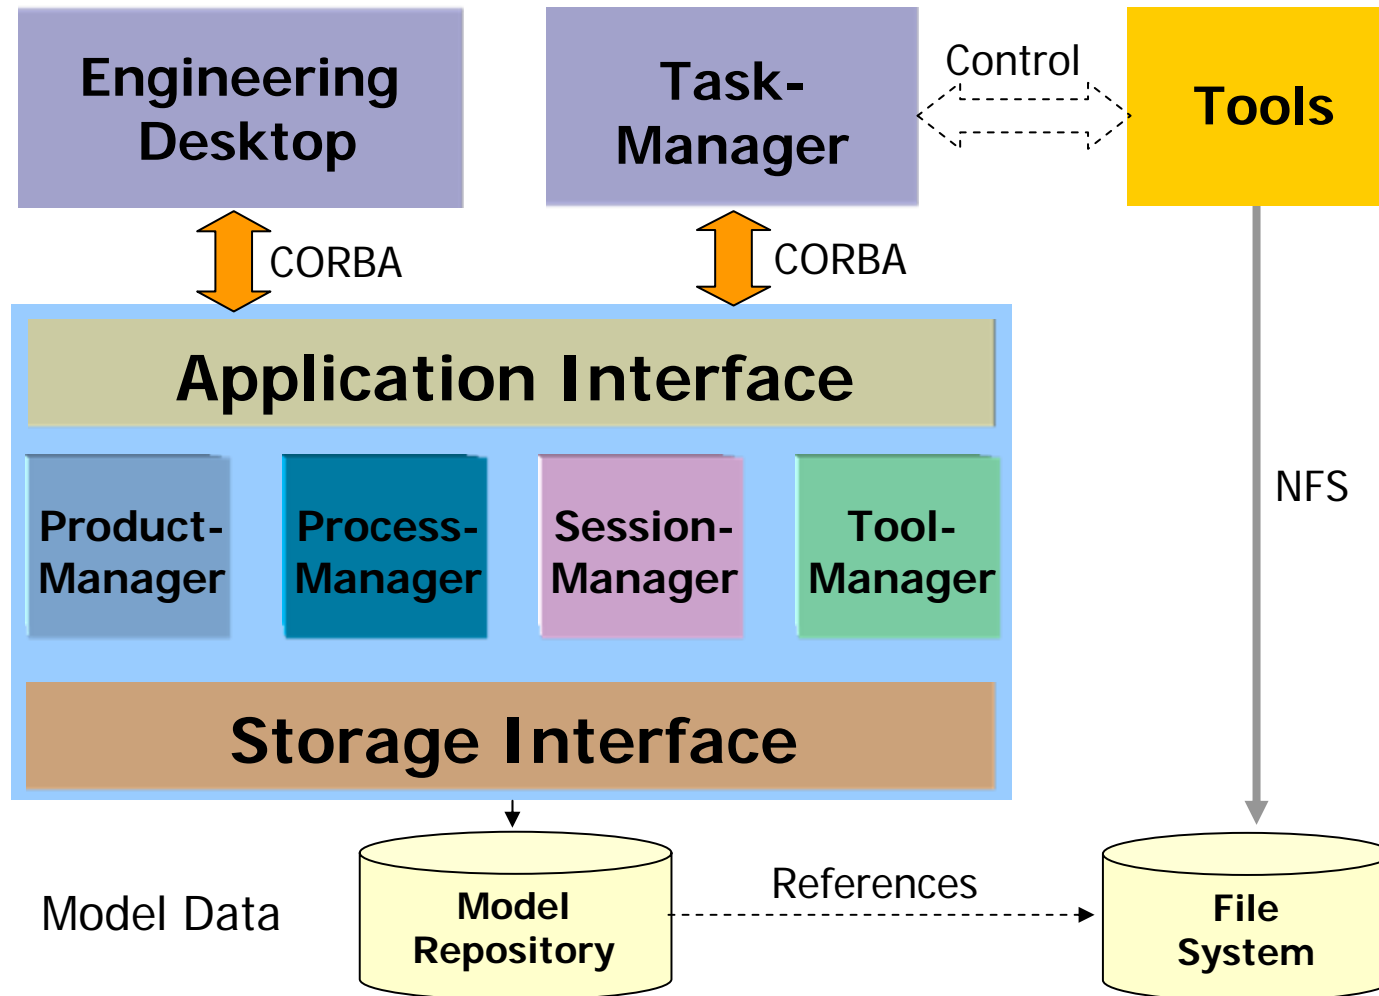 Engineering
Desktop
Task-
Manager
Control
Tools
CORBA
CORBA
Application Interface
Product-
Manager
Process-
Manager
Session-
Manager
Tool-
Manager
NFS
Storage Interface
Model Data
Model
Repository
References
File
System